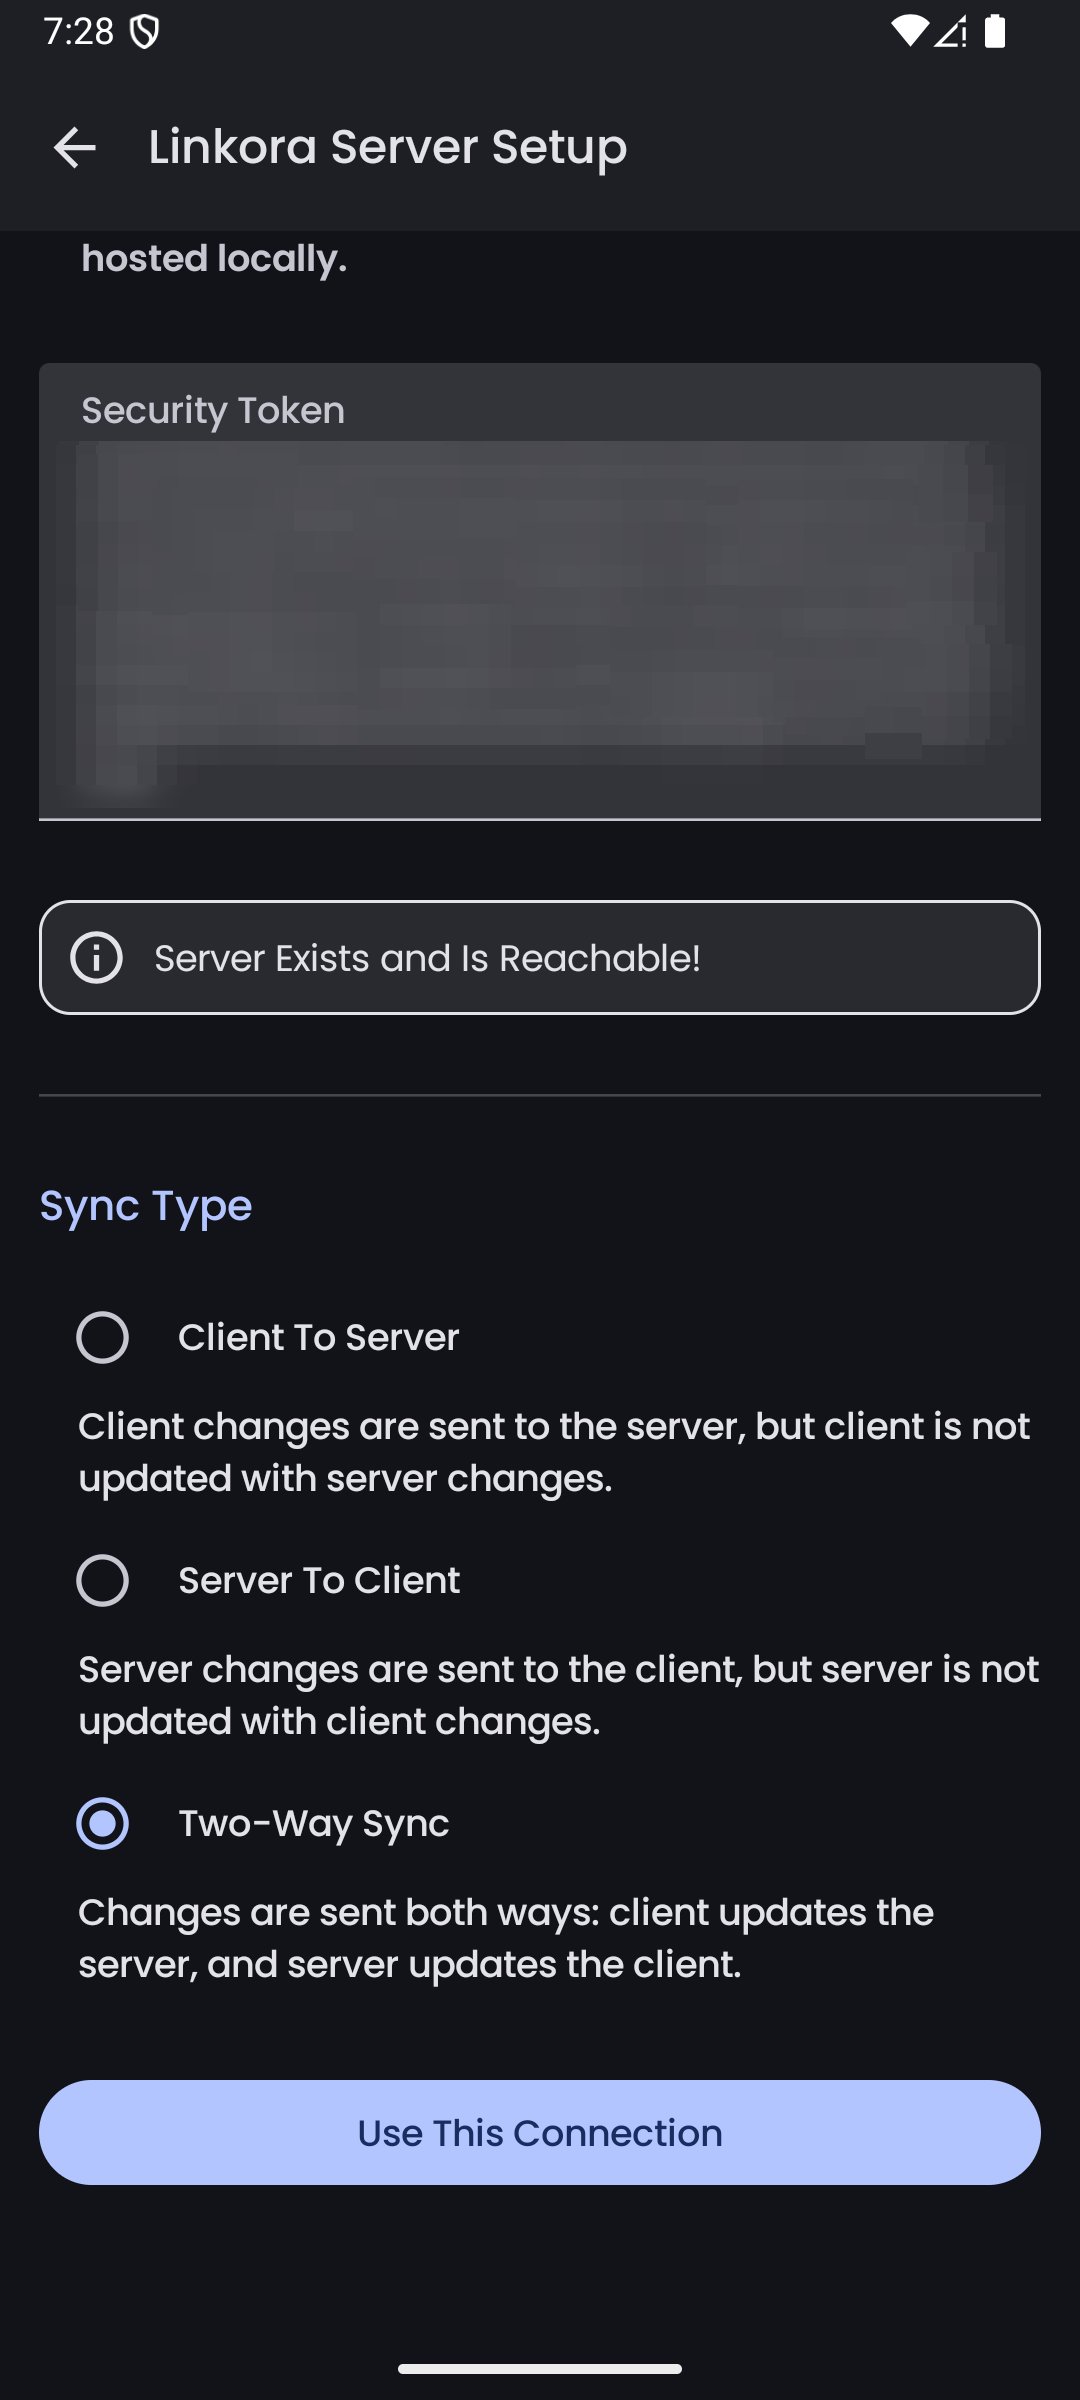 7:28
Linkora Server Setup
hosted locally.
Security Token
Server Exists and Is Reachable!
Sync Type
Client To Server
Client changes are sent to the server, but client is not
updated with server changes.
Server To Client
Server changes are sent to the client, but server is not
updated with client changes.
Two-Way Sync
Changes are sent both ways: client updates the
server, and server updates the client.
Use This Connection